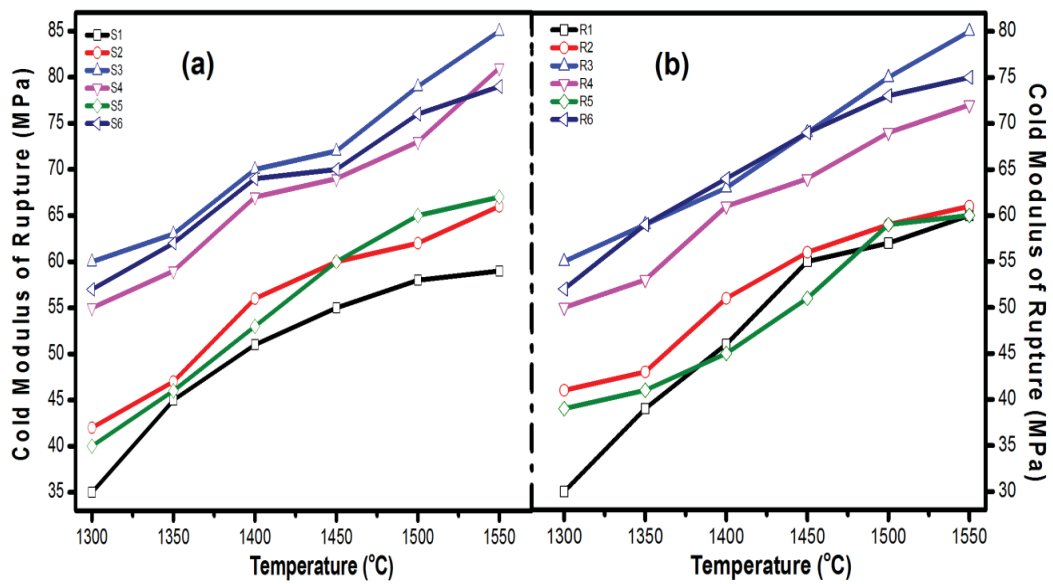 Cold Modulus of Rupture (MPa)
85
80
75
70
65
60
55
50
45
40
35
S1
S2
S3
S4
S5
S6
(a)
1300 1350 1400 1450 1500 1550
Temperature (°C)
R1
R2
R3
R4
R5
R6
(b)
1300 1350 1400 1450 1500 1550
Temperature (°C)
80
75
70
65
60
55
50
45
40
35
30
Cold Modulus of Rupture (MPa)